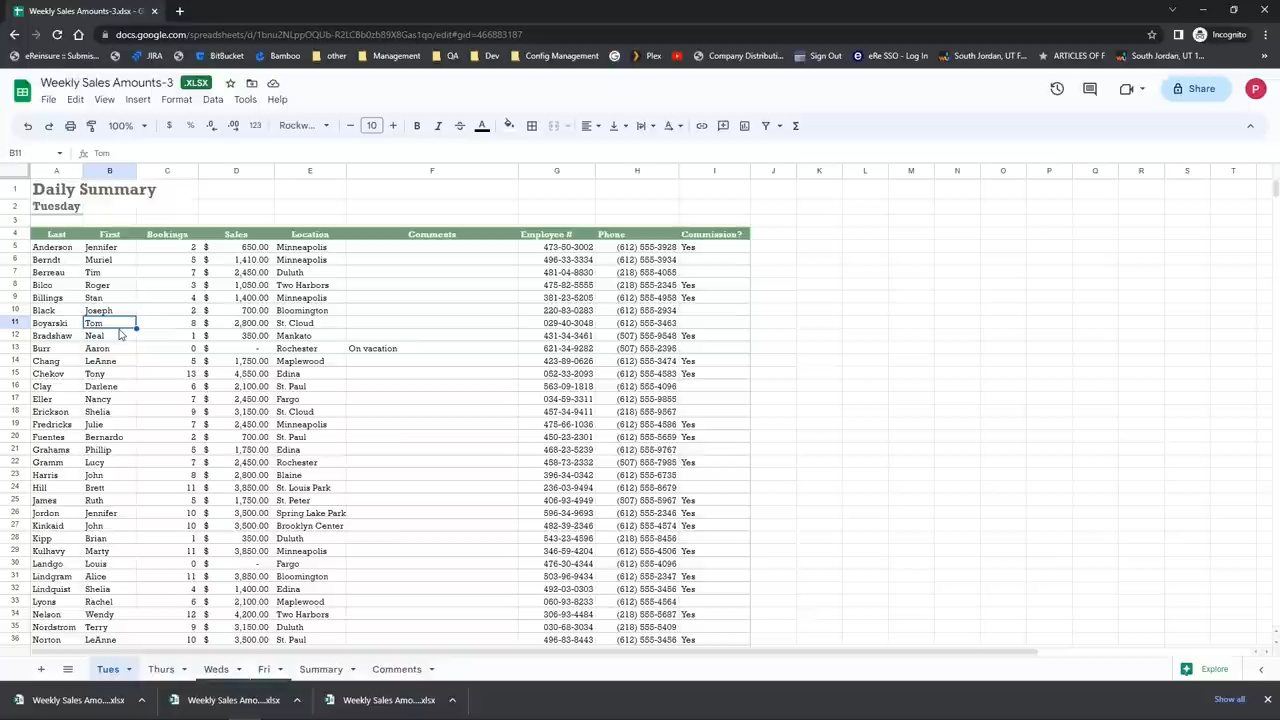 Weekly Sales Amounts-3.xlsx - G
docs.google.com/spreadsheets/d/1bnu2NLppOQUb-R2LCBb0zb89X8Gas1qo/edit#gid=466883187
Incognito
eReinsure :: Submis... JIRA BitBucket Bamboo other Management QA Dev Config Management Plex Company Distributi... Sign Out eRe SSO - Log In South Jordan, UT F... ARTICLES OF F South Jordan, UT 1...
Weekly Sales Amounts-3 .XLSX
Share P
File Edit View Insert Format Data Tools Help
100% $ % .0 .00 123 Rockw... 10 B I S A Σ
B11 fx Tom
A B C D E F G H I J K L M N O P Q R S T
1 Daily Summary
2 Tuesday
3
4 Last First Bookings Sales Location Comments Employee # Phone Commission?
5 Anderson Jennifer 2 $ 650.00 Minneapolis 473-50-3002 (612) 555-3928 Yes
6 Berndt Muriel 5 $ 1,410.00 Minneapolis 496-33-3334 (612) 555-3934
7 Berreau Tim 7 $ 2,450.00 Duluth 481-04-8830 (218) 555-4055
8 Bilco Roger 3 $ 1,050.00 Two Harbors 475-82-5555 (218) 555-2345 Yes
9 Billings Stan 4 $ 1,400.00 Minneapolis 381-23-5205 (612) 555-4958 Yes
10 Black Joseph 2 $ 700.00 Bloomington 220-83-0283 (612) 555-2934
11 Boyarski Tom 8 $ 2,800.00 St. Cloud 029-40-3048 (612) 555-3463
12 Bradshaw Neal 1 $ 350.00 Mankato 431-34-3461 (507) 555-9548 Yes
13 Burr Aaron 0 $ - Rochester On vacation 621-34-9282 (507) 555-2395
14 Chang LeAnne 5 $ 1,750.00 Maplewood 423-89-0626 (612) 555-3474 Yes
15 Chekov Tony 13 $ 4,550.00 Edina 052-33-2093 (612) 555-4583 Yes
16 Clay Darlene 6 $ 2,100.00 St. Paul 563-09-1818 (612) 555-4096
17 Eller Nancy 7 $ 2,450.00 Fargo 034-59-3311 (612) 555-9855
18 Erickson Shelia 9 $ 3,150.00 St. Cloud 457-34-9411 (218) 555-9567
19 Fredricks Julie 7 $ 2,450.00 Minneapolis 475-66-1036 (612) 555-4586 Yes
20 Fuentes Bernardo 2 $ 700.00 St. Paul 450-23-2301 (612) 555-5659 Yes
21 Grahams Phillip 5 $ 1,750.00 Edina 468-23-5239 (612) 555-9767
22 Gramm Lucy 7 $ 2,450.00 Rochester 458-73-2332 (507) 555-7985 Yes
23 Harris John 8 $ 2,800.00 Blaine 396-34-0342 (612) 555-6735
24 Hill Brett 11 $ 3,850.00 St. Louis Park 236-03-9494 (612) 555-8679
25 James Ruth 5 $ 1,750.00 St. Peter 406-93-4949 (507) 555-5967 Yes
26 Jordon Jennifer 10 $ 3,500.00 Spring Lake Park 596-34-9693 (612) 555-2346 Yes
27 Kinkaid John 10 $ 3,500.00 Brooklyn Center 482-39-2346 (612) 555-4574 Yes
28 Kipp Brian 1 $ 350.00 Duluth 543-23-4596 (218) 555-8456
29 Kulhavy Marty 11 $ 3,850.00 Minneapolis 346-59-4204 (612) 555-4506 Yes
30 Landgo Louis 0 $ - Fargo 476-30-4344 (612) 555-4096
31 Lindgram Alice 11 $ 3,850.00 Bloomington 503-96-9434 (612) 555-2347 Yes
32 Lindquist Shelia 4 $ 1,400.00 Edina 492-03-0303 (612) 555-3456 Yes
33 Lyons Rachel 6 $ 2,100.00 Maplewood 060-93-8233 (612) 555-4564
34 Nelson Wendy 12 $ 4,200.00 Two Harbors 306-93-4484 (218) 555-5687 Yes
35 Nordstrom Terry 9 $ 3,150.00 Duluth 030-68-3034 (218) 555-5409
36 Norton LeAnne 10 $ 3,500.00 St. Paul 496-83-8443 (612) 555-3456 Yes
Tues Thurs Weds Fri Summary Comments Explore
Weekly Sales Amo....xlsx Weekly Sales Amo....xlsx Weekly Sales Amo....xlsx Show all